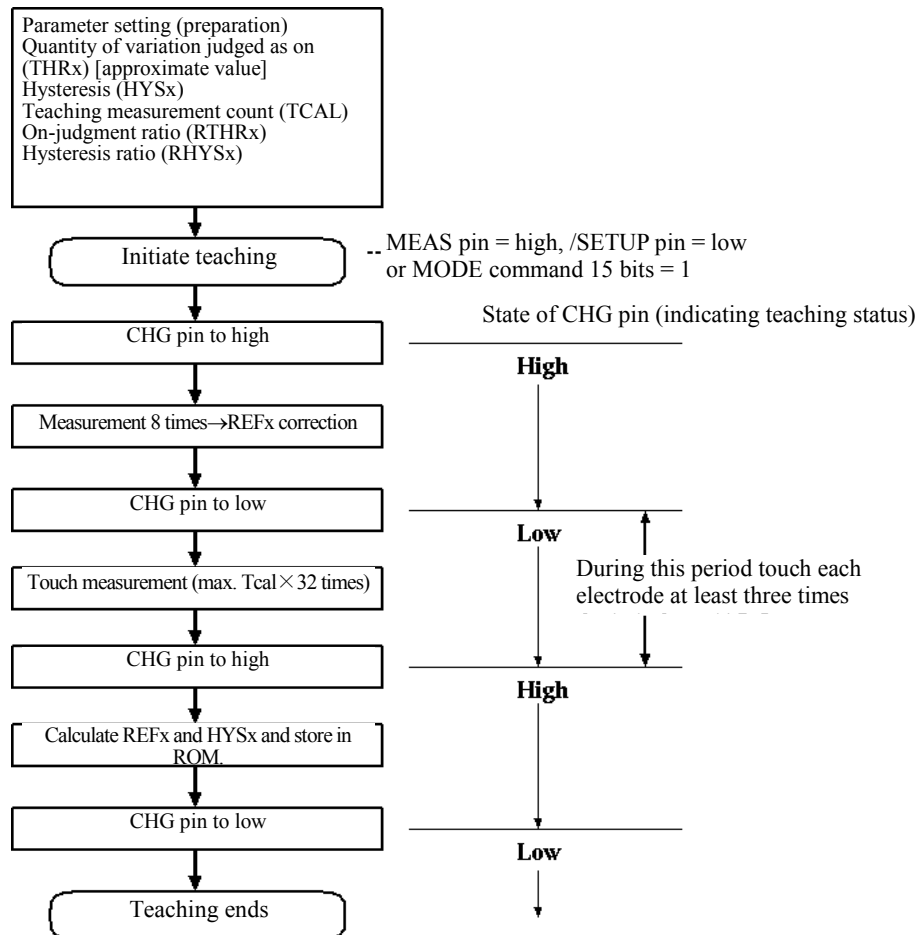 Parameter setting (preparation)
Quantity of variation judged as on
(THRx) [approximate value]
Hysteresis (HYSx)
Teaching measurement count (TCAL)
On-judgment ratio (RTHRx)
Hysteresis ratio (RHYSx)
Initiate teaching
-- MEAS pin = high, /SETUP pin = low
or MODE command 15 bits = 1
State of CHG pin (indicating teaching status)
CHG pin to high
High
Measurement 8 times→REFx correction
CHG pin to low
Low
During this period touch each
electrode at least three times
Touch measurement (max. Tcal×32 times)
CHG pin to high
High
Calculate REFx and HYSx and store in
ROM.
CHG pin to low
Low
Teaching ends